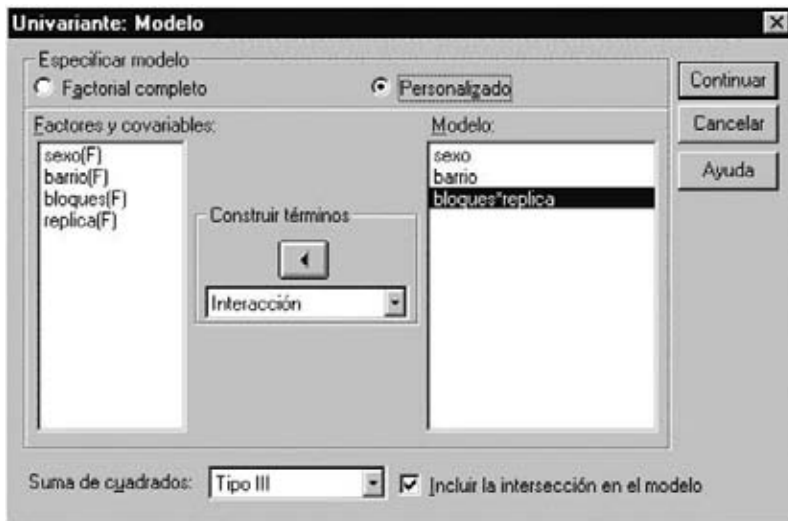 Univariante: Modelo
Especificar modelo
Factorial completo
Personalizado
Continuar
Cancelar
Ayuda
Factores y covariables:
sexo(F)
barrio(F)
bloques(F)
replica(F)
Construir términos
Interacción
Modelo:
sexo
barrio
bloques*replica
Suma de cuadrados:
Tipo III
Incluir la intersección en el modelo